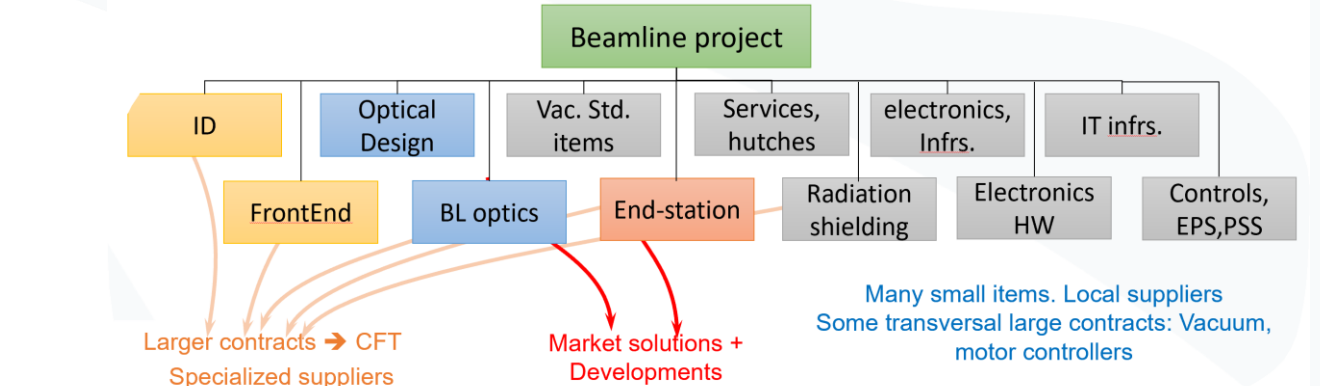 Beamline project
ID
Optical
Design
Vac. Std.
items
Services,
hutches
electronics,
Infrs.
IT infrs.
FrontEnd
BL optics
End-station
Radiation
shielding
Electronics
HW
Controls,
EPS,PSS
Larger contracts ➔ CFT
Specialized suppliers
Market solutions +
Developments
Many small items. Local suppliers
Some transversal large contracts: Vacuum,
motor controllers